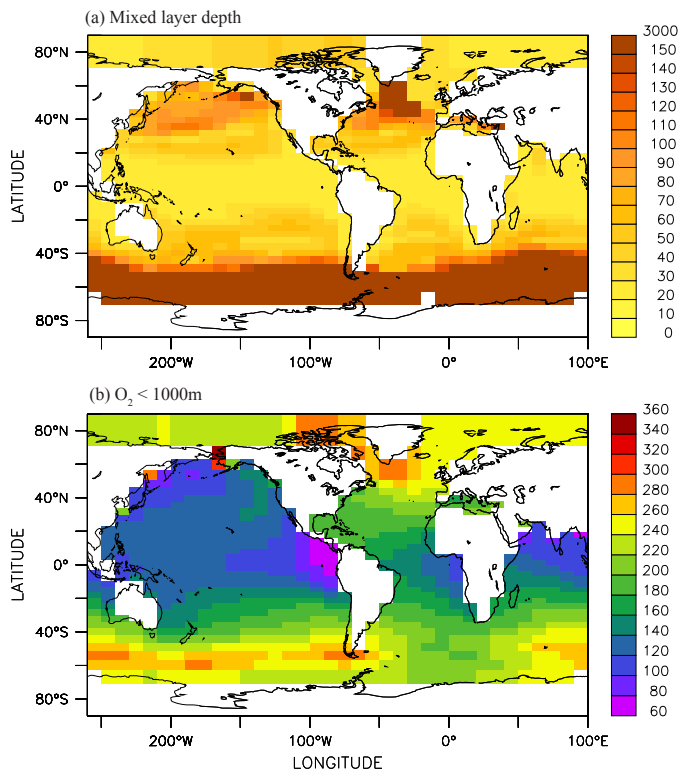 (a) Mixed layer depth
80°N
40°N
0°
40°S
80°S
LATITUDE
200°W
100°W
0°
100°E
3000
150
140
130
120
110
100
90
80
70
60
50
40
30
20
10
0
(b) O₂ < 1000m
80°N
40°N
0°
40°S
80°S
LATITUDE
200°W
100°W
0°
100°E
LONGITUDE
360
340
320
300
280
260
240
220
200
180
160
140
120
100
80
60